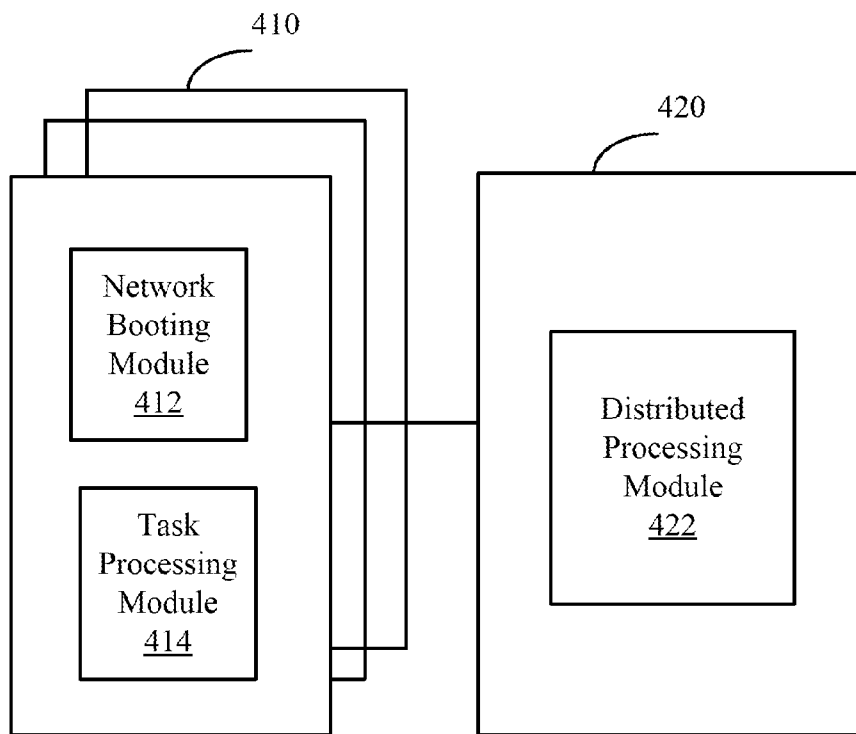 410
420
Network
Booting
Module
412
Task
Processing
Module
414
Distributed
Processing
Module
422